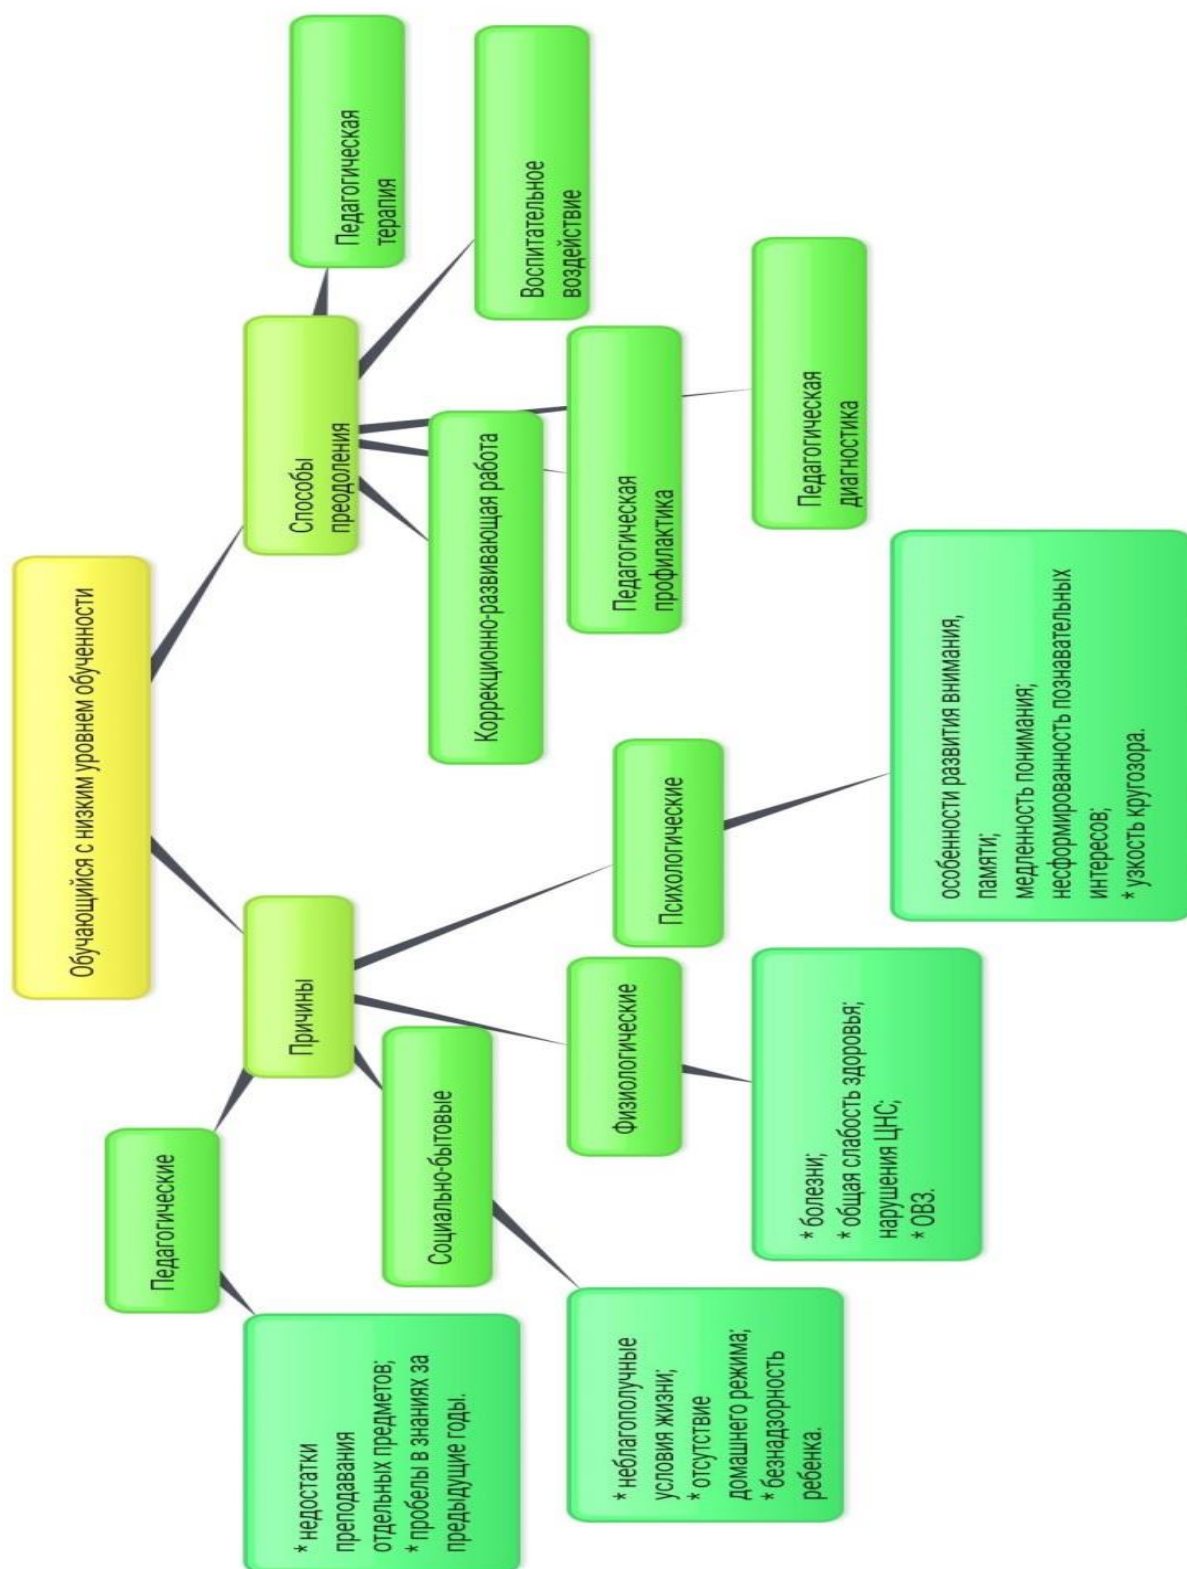 Обучающийся с низким уровнем обученности
Причины
Способы
преодоления
Педагогические
* недостатки
преподавания
отдельных предметов;
* пробелы в знаниях за
предыдущие годы.
Социально-бытовые
* неблагополучные
условия жизни;
* отсутствие
домашнего режима;
* безнадзорность
ребенка.
Физиологические
* болезни;
* общая слабость здоровья;
нарушения ЦНС;
* ОВЗ.
Психологические
особенности развития внимания,
памяти;
медленность понимания;
несформированность познавательных
интересов;
* узкость кругозора.
Коррекционно-развивающая работа
Педагогическая
профилактика
Педагогическая
диагностика
Воспитательное
воздействие
Педагогическая
терапия